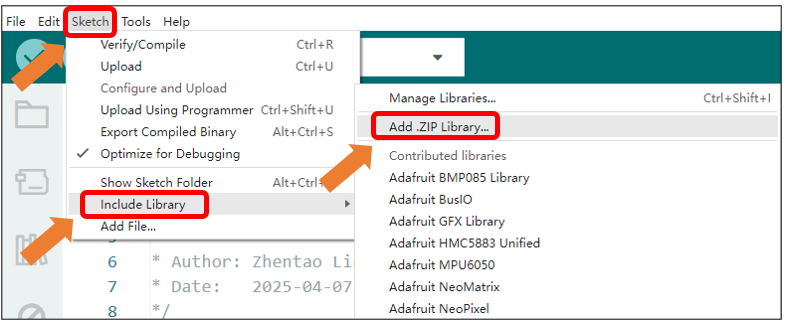 File Edit Sketch Tools Help
Verify/Compile Ctrl+R
Upload Ctrl+U
Configure and Upload
Upload Using Programmer Ctrl+Shift+U
Export Compiled Binary Alt+Ctrl+S
Optimize for Debugging
Show Sketch Folder Alt+Ctrl+
Include Library
Add File...
Manage Libraries... Ctrl+Shift+I
Add .ZIP Library...
Contributed libraries
Adafruit BMP085 Library
Adafruit BusIO
Adafruit GFX Library
Adafruit HMC5883 Unified
Adafruit MPU6050
Adafruit NeoMatrix
Adafruit NeoPixel
6 * Author: Zhentao Li
7 * Date: 2025-04-07
8 */